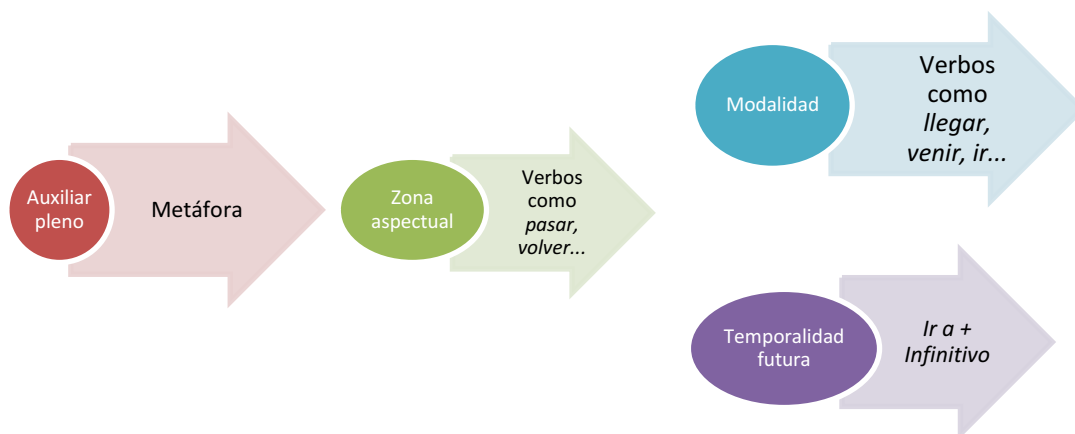 Auxiliar
pleno
Metáfora
Zona
aspectual
Verbos
como
pasar,
volver...
Modalidad
Verbos
como
llegar,
venir, ir...
Temporalidad
futura
Ir a +
Infinitivo